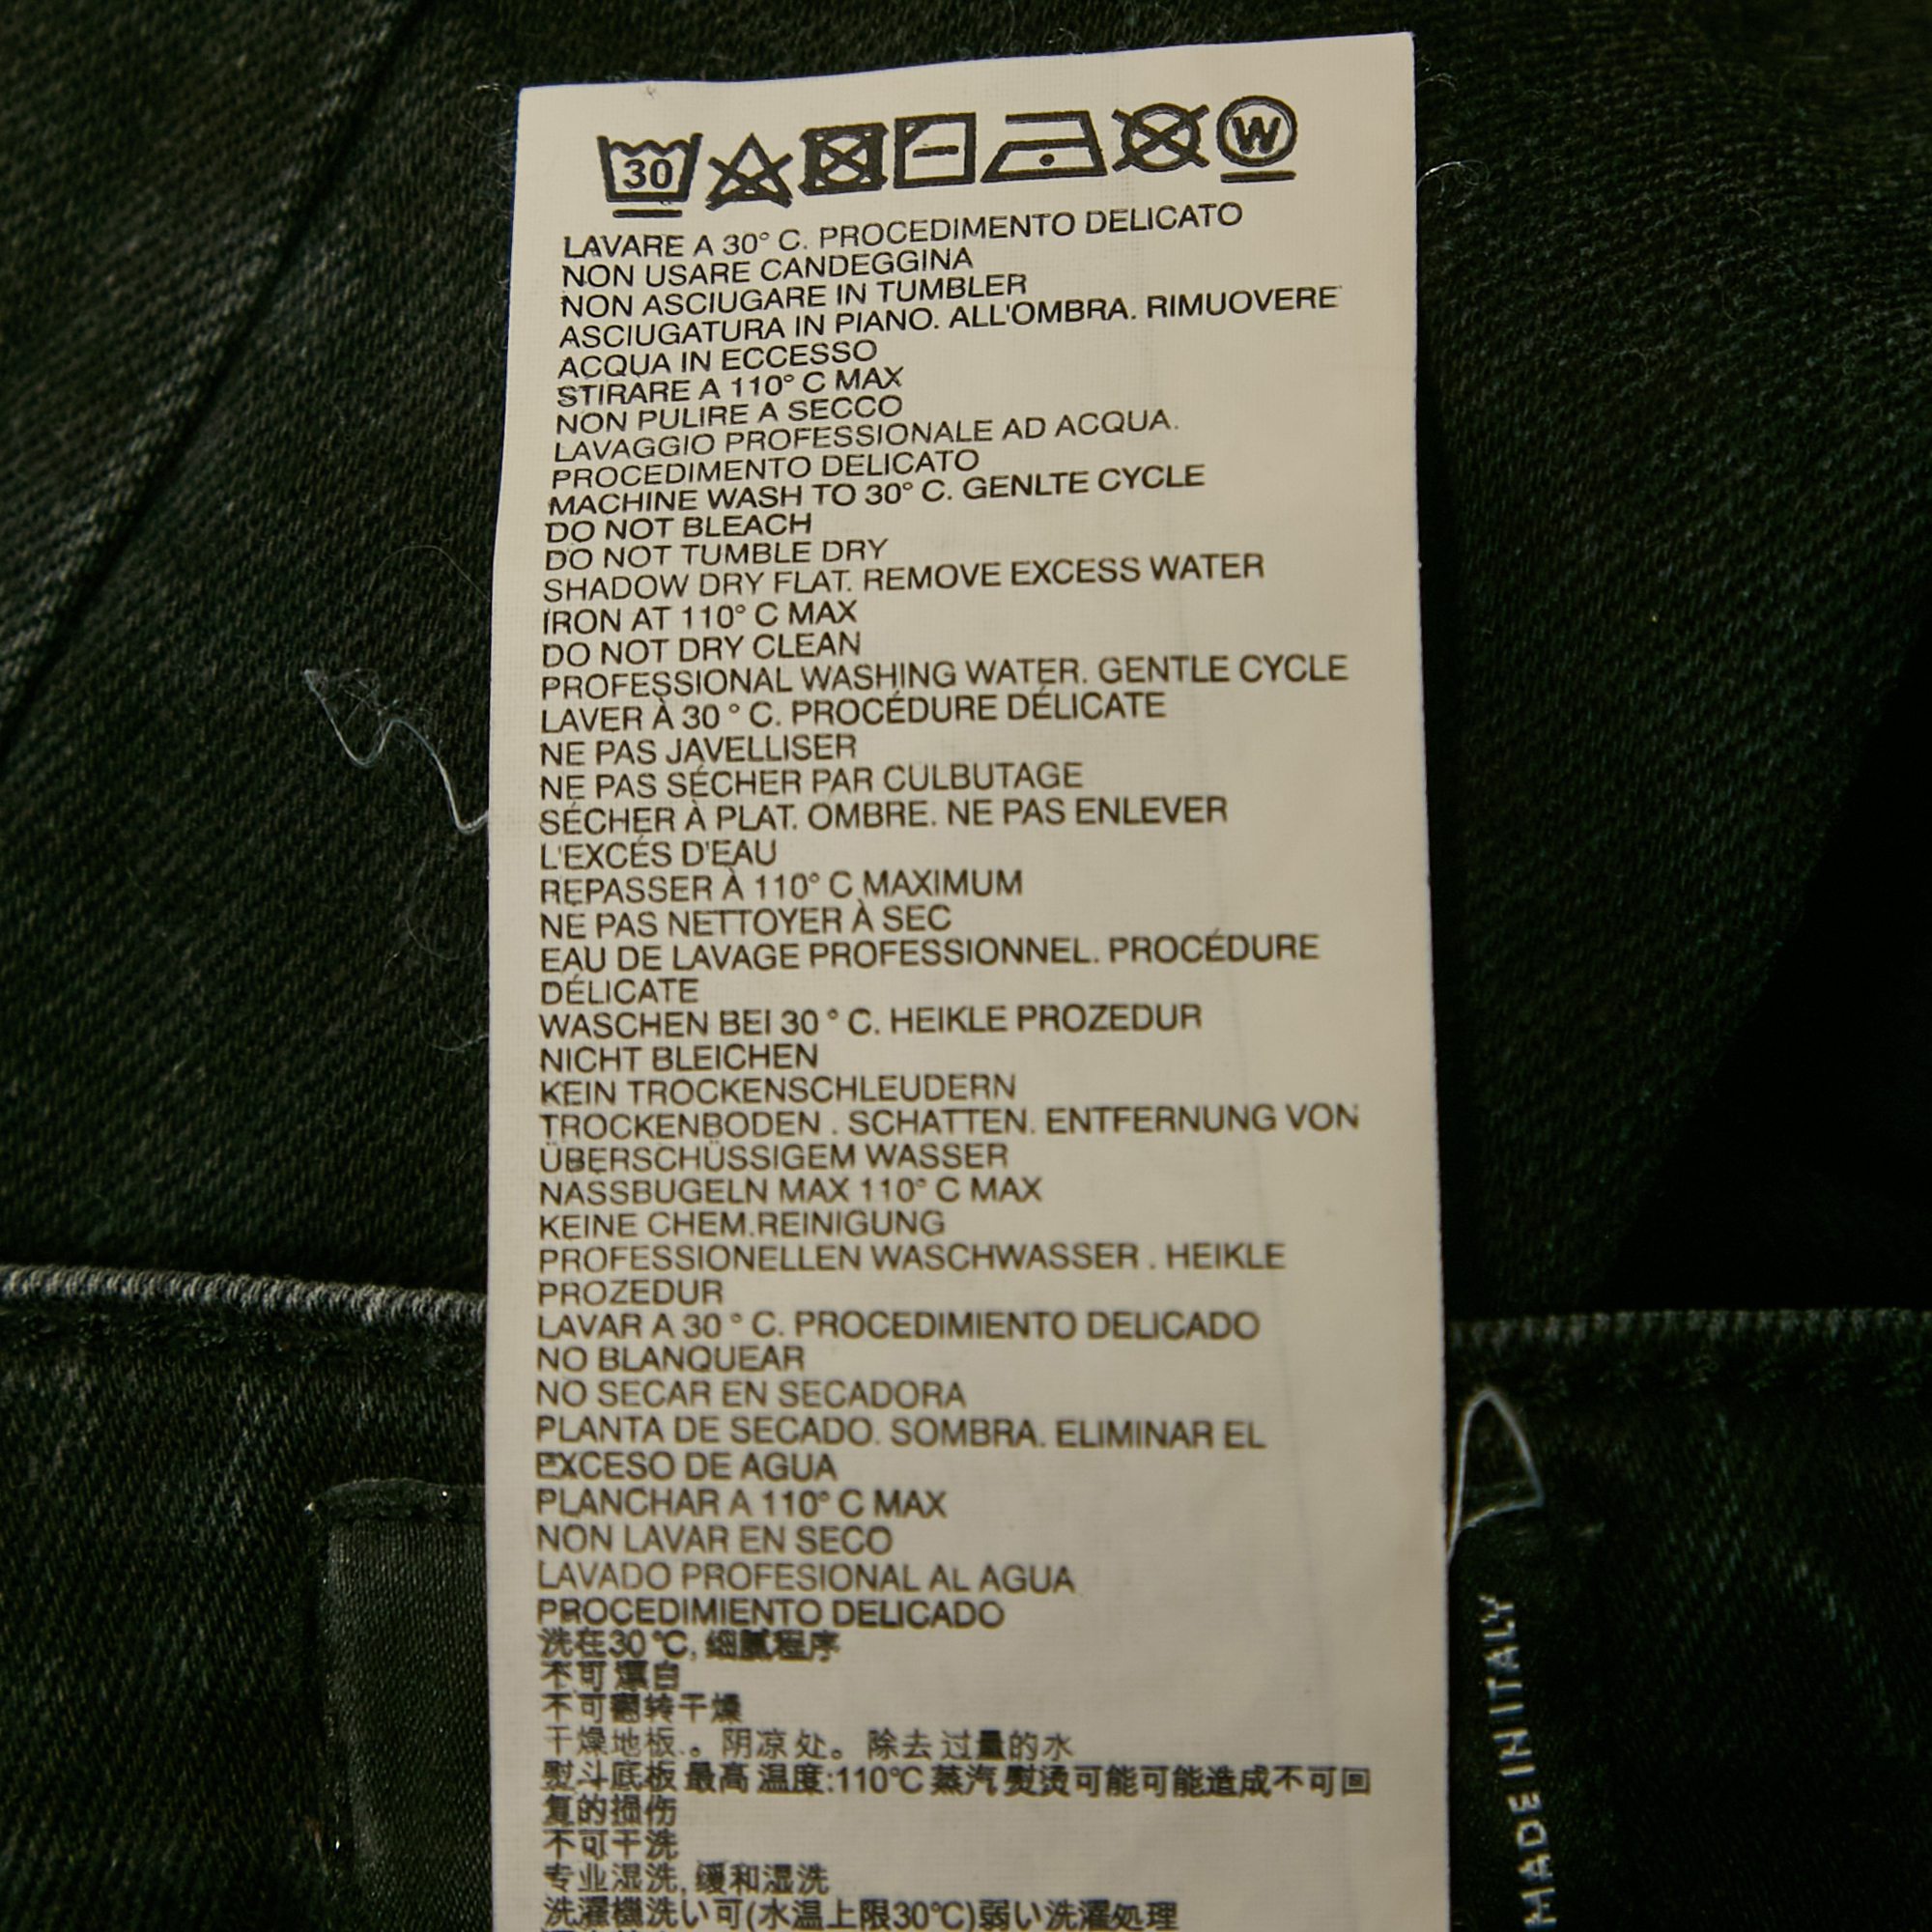 30
W
LAVARE A 30° C. PROCEDIMENTO DELICATO
NON USARE CANDEGGINA
NON ASCIUGARE IN TUMBLER
ASCIUGATURA IN PIANO. ALL'OMBRA. RIMUOVERE
ACQUA IN ECCESSO
STIRARE A 110° C MAX
NON PULIRE A SECCO
LAVAGGIO PROFESSIONALE AD ACQUA.
PROCEDIMENTO DELICATO
MACHINE WASH TO 30° C. GENLTE CYCLE
DO NOT BLEACH
DO NOT TUMBLE DRY
SHADOW DRY FLAT. REMOVE EXCESS WATER
IRON AT 110° C MAX
DO NOT DRY CLEAN
PROFESSIONAL WASHING WATER. GENTLE CYCLE
LAVER À 30 ° C. PROCÉDURE DÉLICATE
NE PAS JAVELLISER
NE PAS SÉCHER PAR CULBUTAGE
SÉCHER À PLAT. OMBRE. NE PAS ENLEVER
L'EXCÉS D'EAU
REPASSER À 110° C MAXIMUM
NE PAS NETTOYER À SEC
EAU DE LAVAGE PROFESSIONNEL. PROCÉDURE
DÉLICATE
WASCHEN BEI 30 ° C. HEIKLE PROZEDUR
NICHT BLEICHEN
KEIN TROCKENSCHLEUDERN
TROCKENBODEN . SCHATTEN. ENTFERNUNG VON
ÜBERSCHÜSSIGEM WASSER
NASSBUGELN MAX 110° C MAX
KEINE CHEM.REINIGUNG
PROFESSIONELLEN WASCHWASSER . HEIKLE
PROZEDUR
LAVAR A 30 ° C. PROCEDIMIENTO DELICADO
NO BLANQUEAR
NO SECAR EN SECADORA
PLANTA DE SECADO. SOMBRA. ELIMINAR EL
EXCESO DE AGUA
PLANCHAR A 110° C MAX
NON LAVAR EN SECO
LAVADO PROFESIONAL AL AGUA
PROCEDIMIENTO DELICADO
洗在30℃, 细腻程序
不可漂白
不可翻转干燥
干燥地板.。阴凉处。除去过量的水
熨斗底板最高温度:110℃蒸汽熨烫可能可能造成不可回
复的损伤
不可干洗
专业湿洗, 缓和湿洗
洗濯機洗い可(水温上限30℃)弱い洗濯処理
MADE IN ITALY